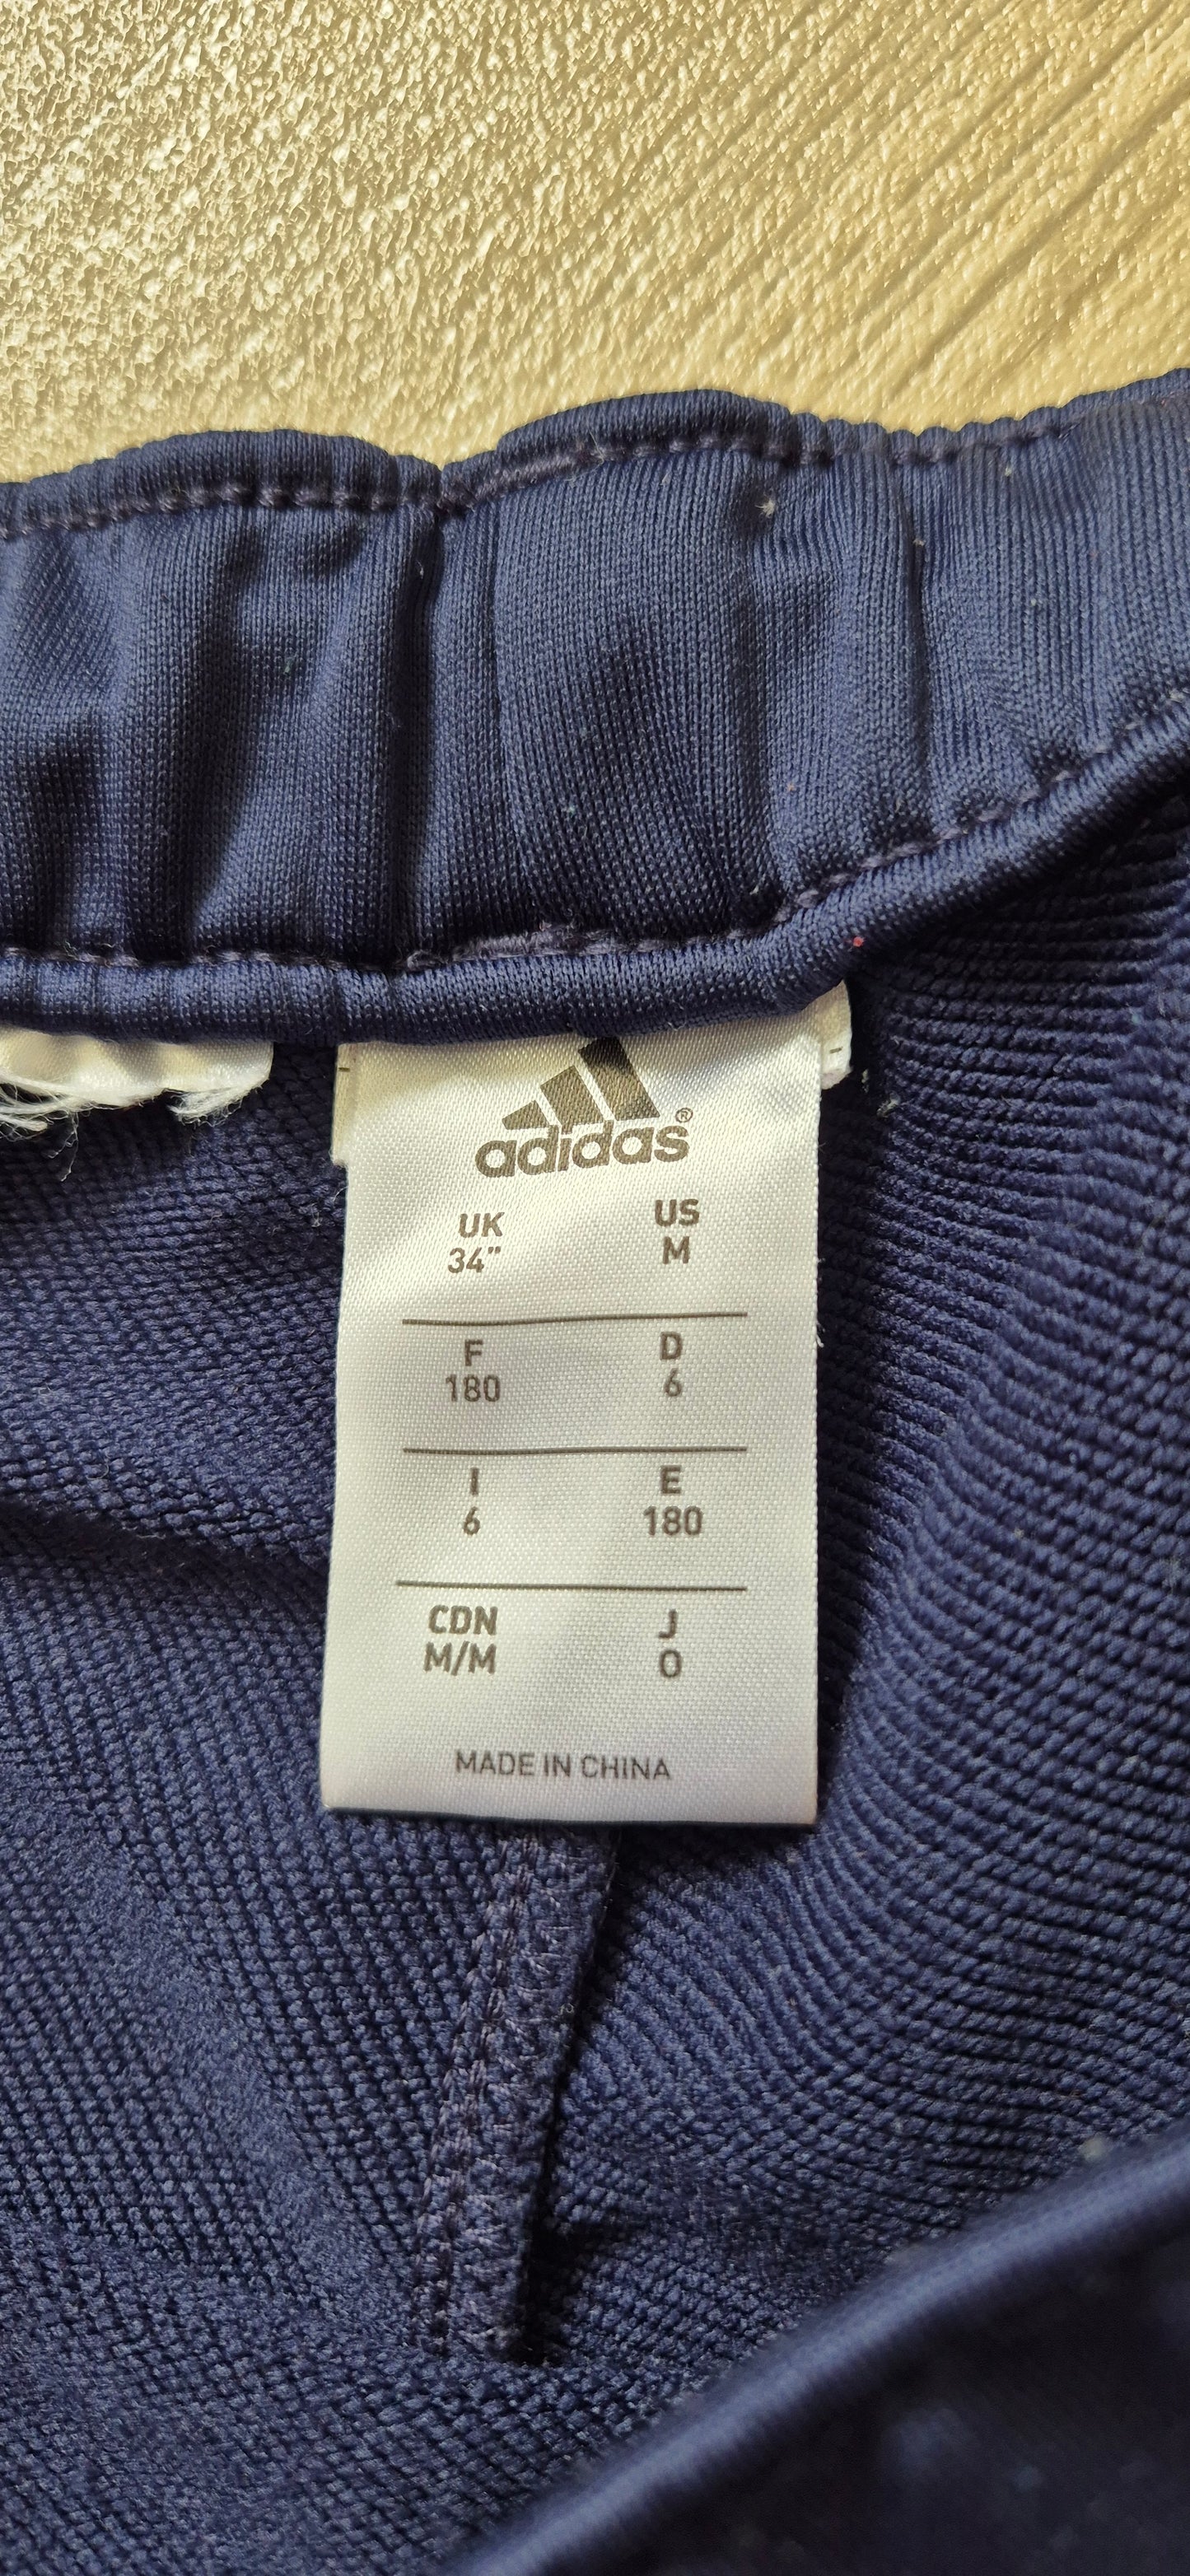 adidas®
UK US
34" M
F D
180 6
I E
6 180
CDN J
M/M O
MADE IN CHINA